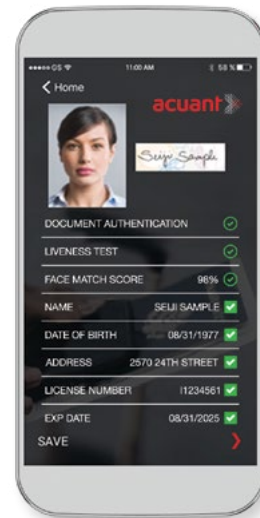 GS 11:00 AM 58 %
Home
acuant
Seiji Sample
DOCUMENT AUTHENTICATION
LIVENESS TEST
FACE MATCH SCORE 98%
NAME SEIJI SAMPLE
DATE OF BIRTH 08/31/1977
ADDRESS 2570 24TH STREET
LICENSE NUMBER I1234561
EXP DATE 08/31/2025
SAVE